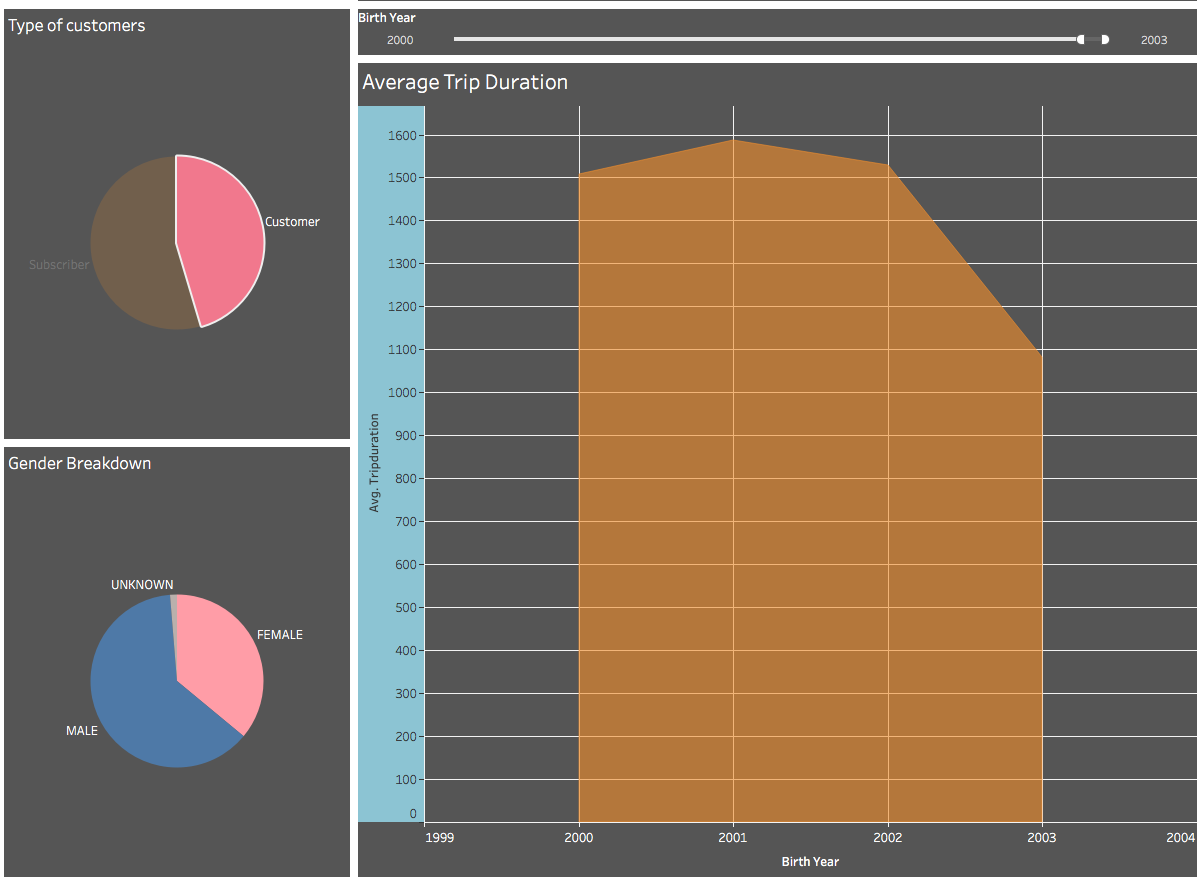 Type of customers
Customer
Subscriber
Gender Breakdown
UNKNOWN
FEMALE
MALE
Birth Year
2000
2003
Average Trip Duration
1600
1500
1400
1300
1200
1100
1000
900
800
700
600
500
400
300
200
100
0
Avg. Tripduration
1999
2000
2001
2002
2003
2004
Birth Year